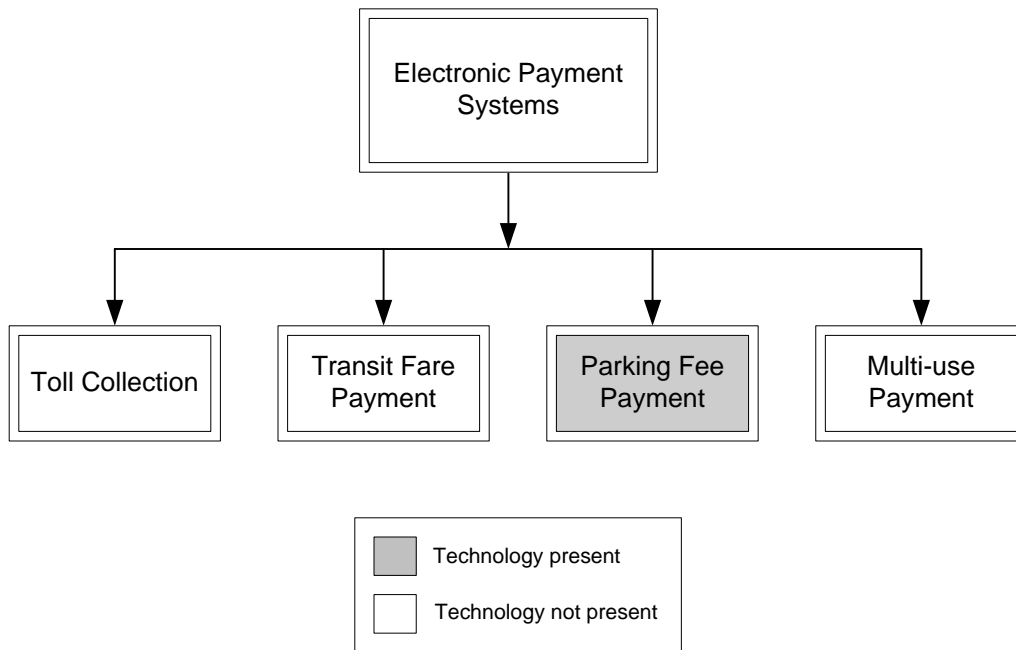 Electronic Payment
Systems
Toll Collection
Transit Fare
Payment
Parking Fee
Payment
Multi-use
Payment
Technology present
Technology not present